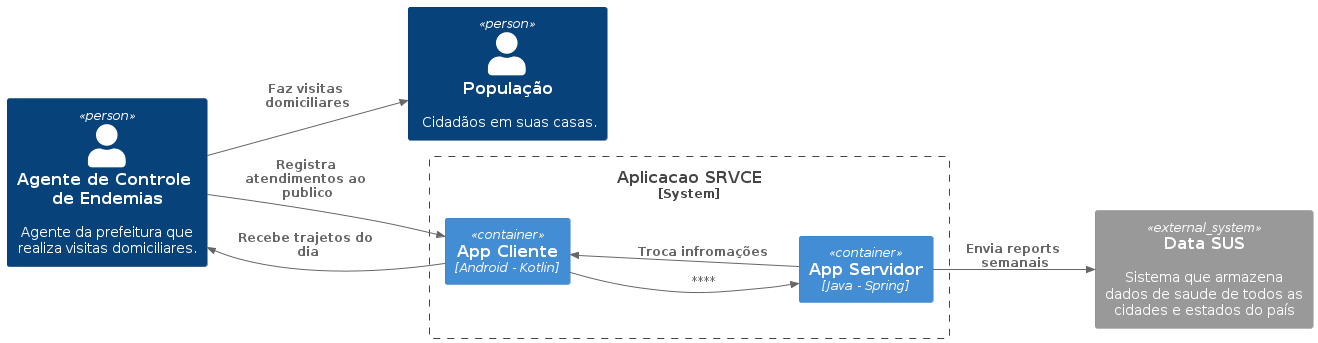 «person»
População
Cidadãos em suas casas.
Faz visitas
domiciliares
«person»
Agente de Controle
de Endemias
Agente da prefeitura que
realiza visitas domiciliares.
Registra
atendimentos ao
publico
Recebe trajetos do
dia
Aplicacao SRVCE
[System]
«container»
App Cliente
[Android - Kotlin]
Troca infromações
****
«container»
App Servidor
[Java - Spring]
Envia reports
semanais
«external_system»
Data SUS
Sistema que armazena
dados de saude de todos as
cidades e estados do país